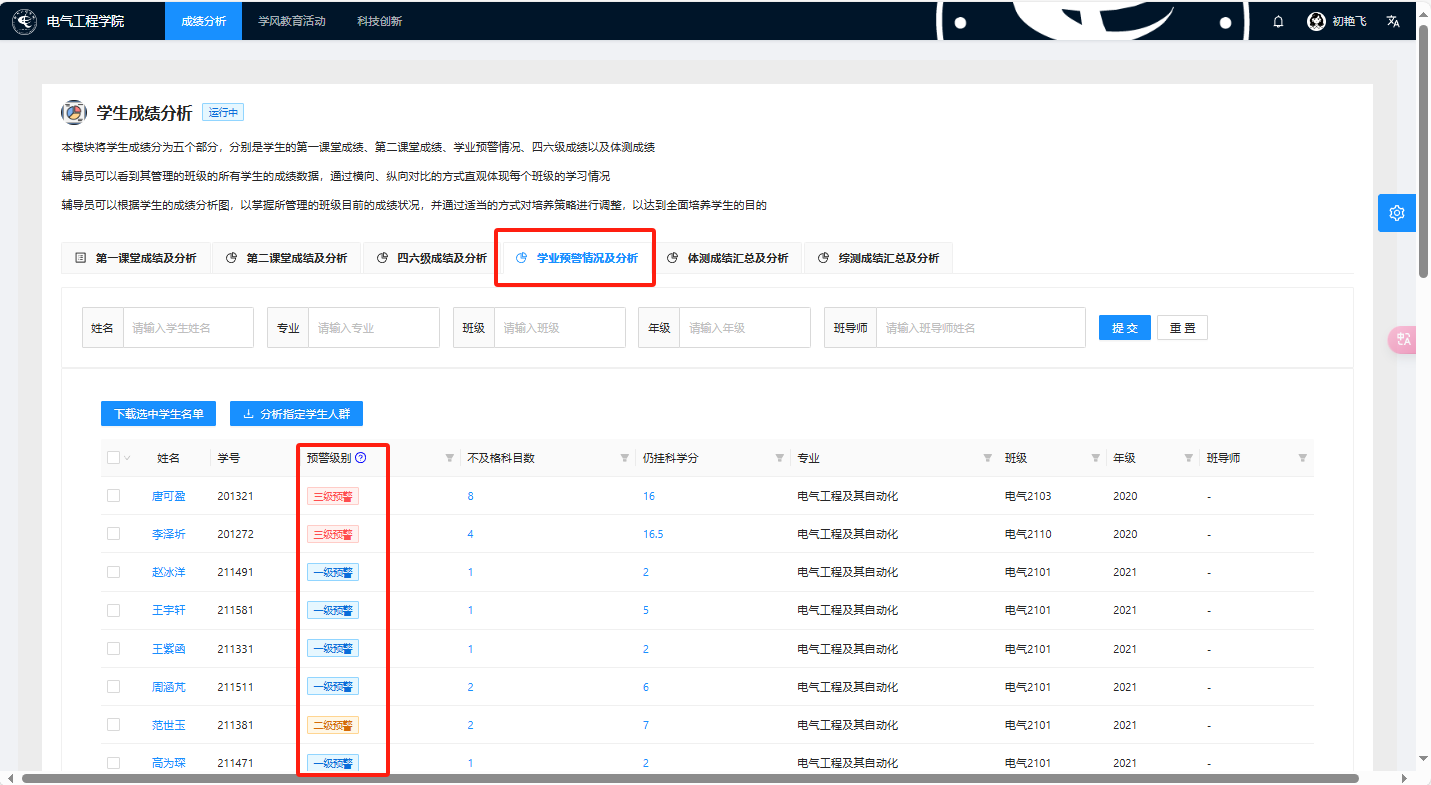 电气工程学院 成绩分析 学风教育活动 科技创新 初艳飞
学生成绩分析 运行中
本模块将学生成绩分为五个部分，分别是学生的第一课堂成绩、第二课堂成绩、学业预警情况、四六级成绩以及体测成绩
辅导员可以看到其管理的班级的所有学生的成绩数据，通过横向、纵向对比的方式直观体现每个班级的学习情况
辅导员可以根据学生的成绩分析图，以掌握所管理的班级目前的成绩状况，并通过适当的方式对培养策略进行调整，以达到全面培养学生的目的
第一课堂成绩及分析 第二课堂成绩及分析 四六级成绩及分析 学业预警情况及分析 体测成绩汇总及分析 综测成绩汇总及分析
姓名 请输入学生姓名 专业 请输入专业 班级 请输入班级 年级 请输入年级 班导师 请输入班导师姓名 提 交 重 置
下载选中学生名单 分析指定学生人群
姓名 学号 预警级别 不及格科目数 仍挂科学分 专业 班级 年级 班导师
唐可盈 201321 三级预警 8 16 电气工程及其自动化 电气2103 2020 -
李泽圻 201272 三级预警 4 16.5 电气工程及其自动化 电气2110 2020 -
赵冰洋 211491 一级预警 1 2 电气工程及其自动化 电气2101 2021 -
王宇轩 211581 一级预警 1 5 电气工程及其自动化 电气2101 2021 -
王紫函 211331 一级预警 1 2 电气工程及其自动化 电气2101 2021 -
周涵芃 211511 一级预警 2 6 电气工程及其自动化 电气2101 2021 -
范世玉 211381 二级预警 2 7 电气工程及其自动化 电气2101 2021 -
高为琛 211471 一级预警 1 2 电气工程及其自动化 电气2101 2021 -